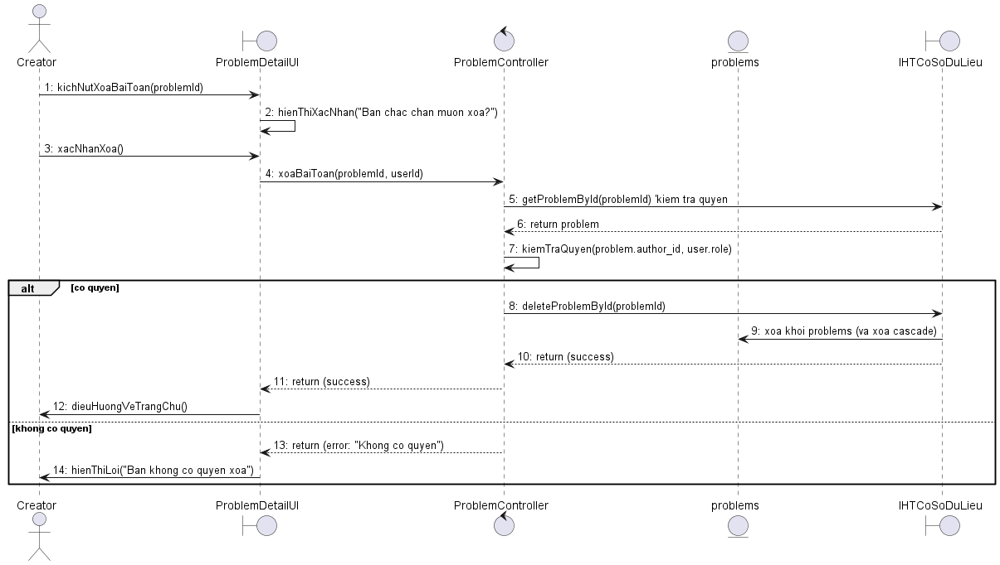 Creator
ProblemDetailUI
ProblemController
problems
IHTCoSoDuLieu
1: kichNutXoaBaiToan(problemId)
2: hienThiXacNhan("Ban chac chan muon xoa?")
3: xacNhanXoa()
4: xoaBaiToan(problemId, userId)
5: getProblemById(problemId) 'kiem tra quyen
6: return problem
7: kiemTraQuyen(problem.author_id, user.role)
alt
[co quyen]
8: deleteProblemById(problemId)
9: xoa khoi problems (va xoa cascade)
10: return (success)
11: return (success)
12: dieuHuongVeTrangChu()
[khong co quyen]
13: return (error: "Khong co quyen")
14: hienThiLoi("Ban khong co quyen xoa")
Creator
ProblemDetailUI
ProblemController
problems
IHTCoSoDuLieu